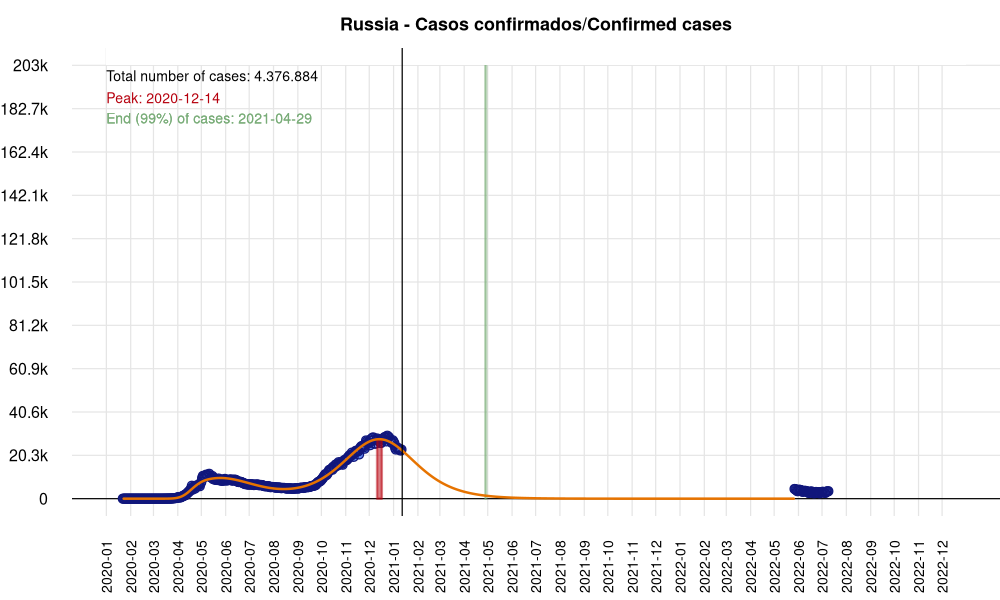 Russia - Casos confirmados/Confirmed cases
Total number of cases: 4.376.884
Peak: 2020-12-14
End (99%) of cases: 2021-04-29
203k
182.7k
162.4k
142.1k
121.8k
101.5k
81.2k
60.9k
40.6k
20.3k
0
2020-01
2020-02
2020-03
2020-04
2020-05
2020-06
2020-07
2020-08
2020-09
2020-10
2020-11
2020-12
2021-01
2021-02
2021-03
2021-04
2021-05
2021-06
2021-07
2021-08
2021-09
2021-10
2021-11
2021-12
2022-01
2022-02
2022-03
2022-04
2022-05
2022-06
2022-07
2022-08
2022-09
2022-10
2022-11
2022-12